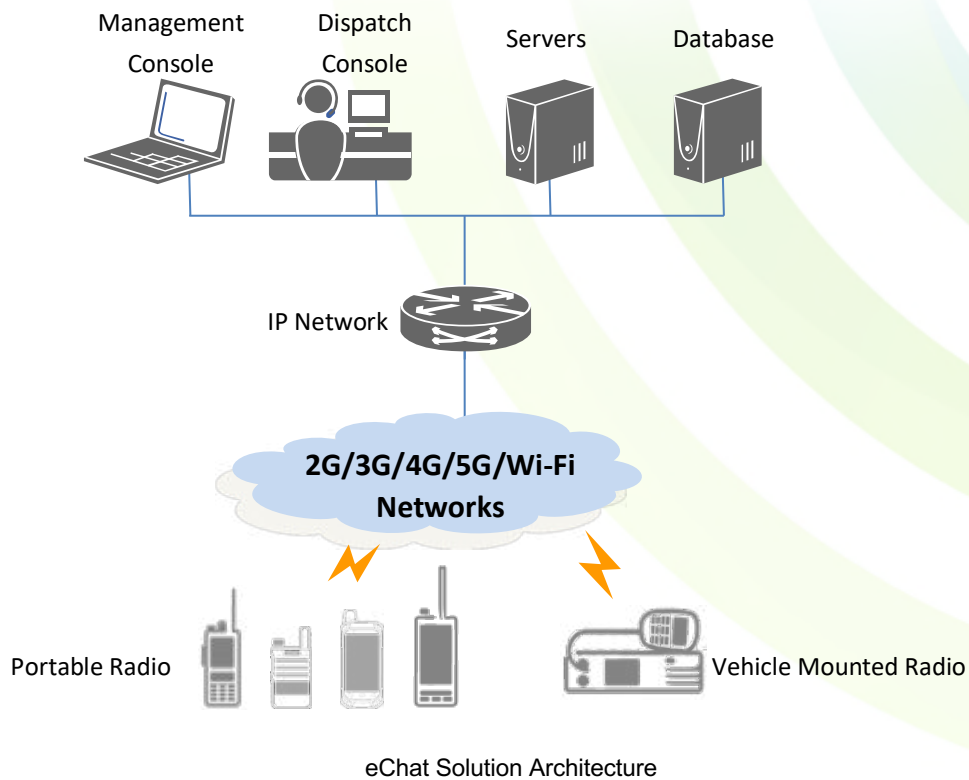 Management
Console
Dispatch
Console
Servers
Database
IP Network
2G/3G/4G/5G/Wi-Fi
Networks
Portable Radio
Vehicle Mounted Radio
eChat Solution Architecture